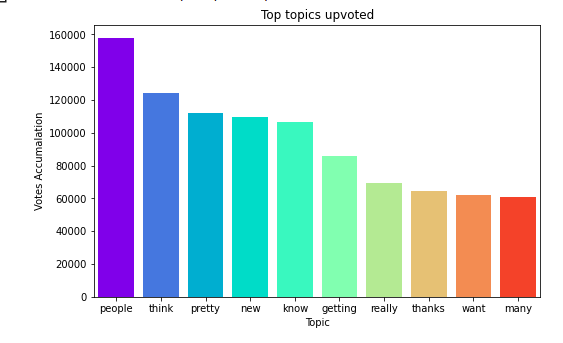 Top topics upvoted
160000
140000
120000
100000
80000
60000
40000
20000
0
Votes Accumalation
people think pretty new know getting really thanks want many
Topic